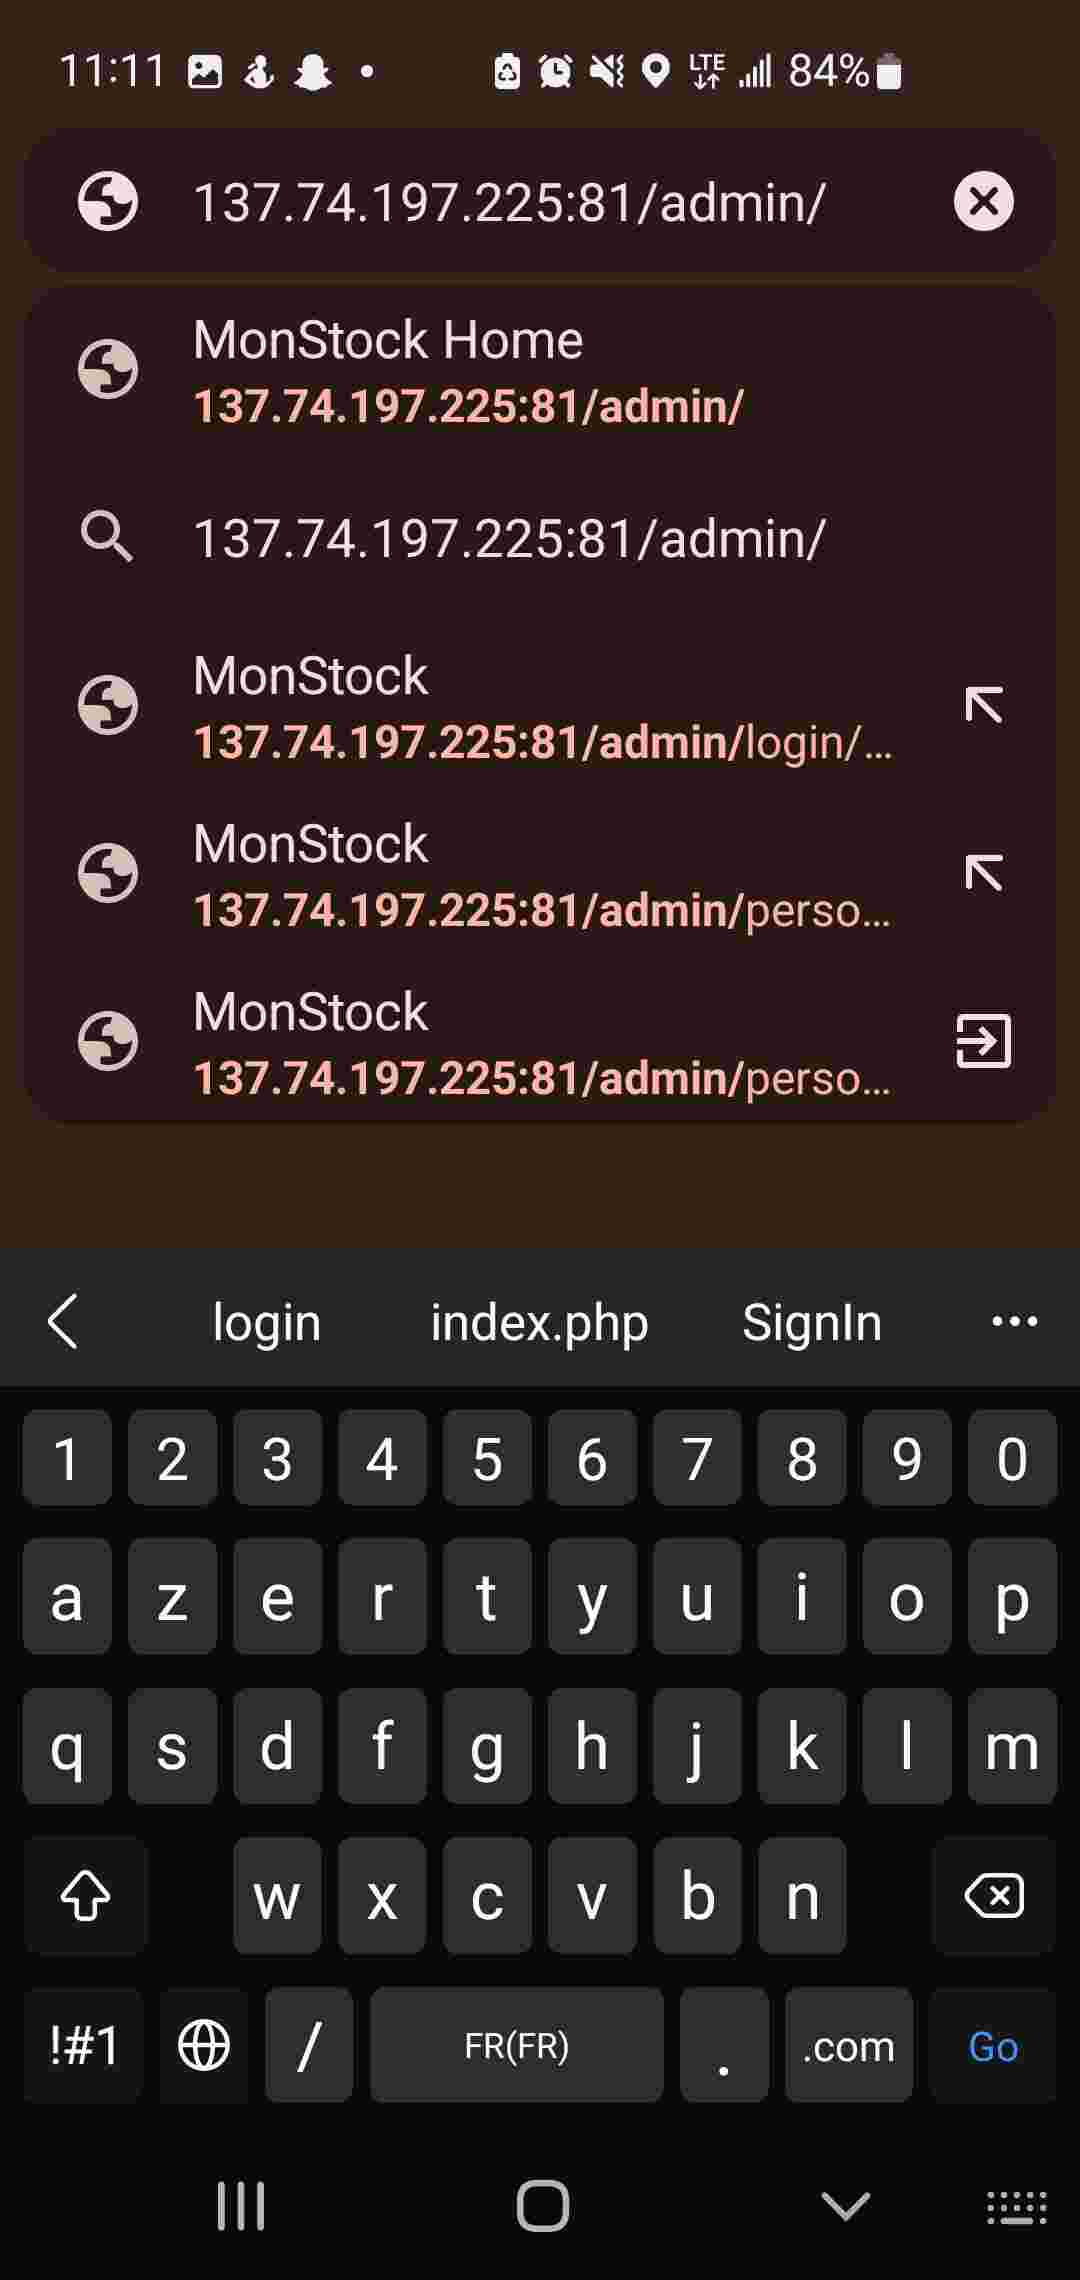 11:11 LTE 84%
137.74.197.225:81/admin/
MonStock Home
137.74.197.225:81/admin/
137.74.197.225:81/admin/
MonStock
137.74.197.225:81/admin/login/...
MonStock
137.74.197.225:81/admin/perso...
MonStock
137.74.197.225:81/admin/perso...
login index.php SignIn ...
1 2 3 4 5 6 7 8 9 0
a z e r t y u i o p
q s d f g h j k l m
w x c v b n
!#1 / FR(FR) . .com Go